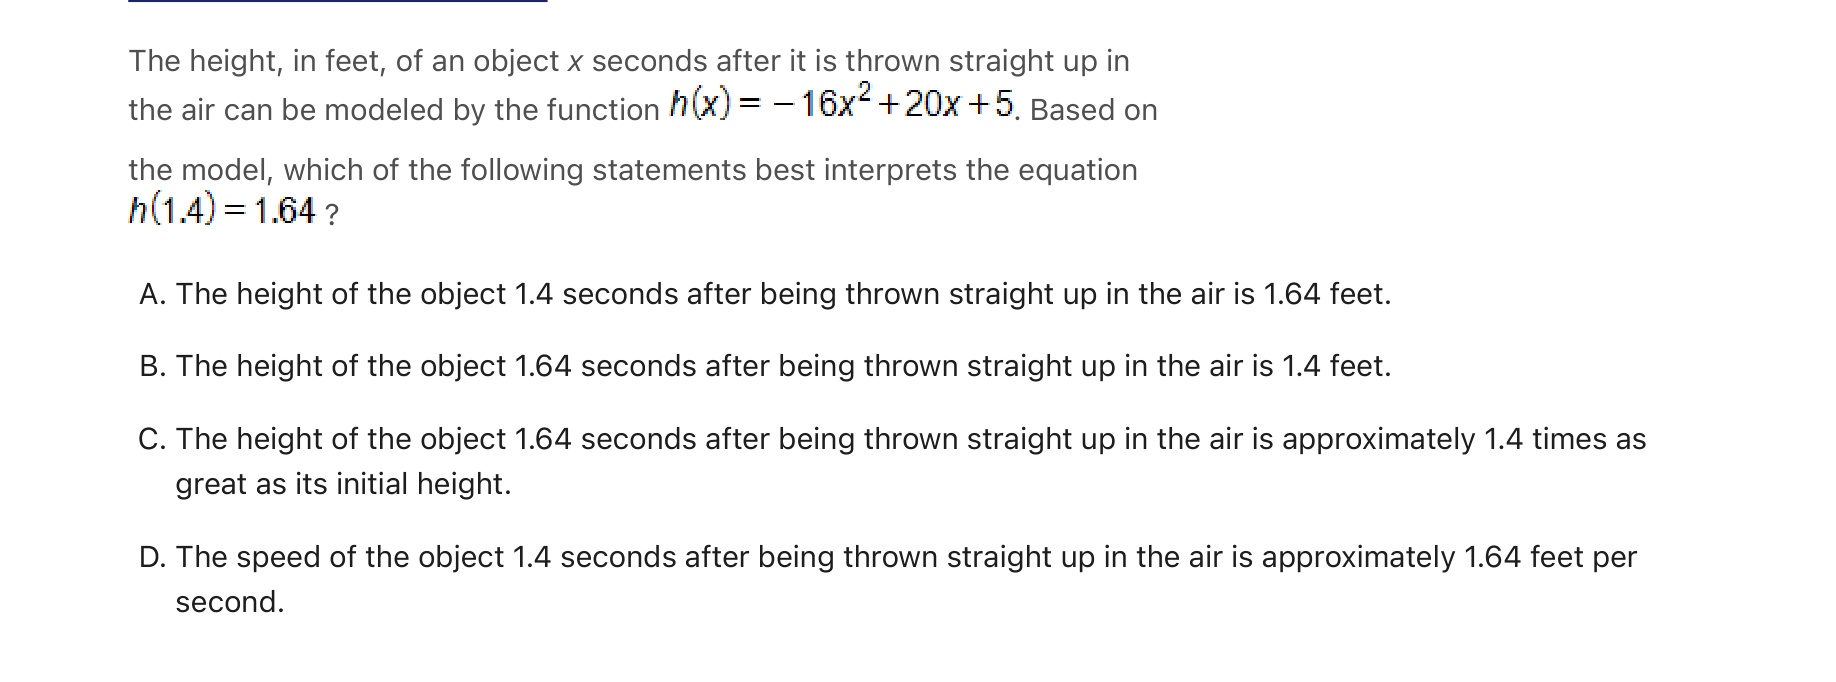 The height, in feet, of an object x seconds after it is thrown straight up in
the air can be modeled by the function h(x) = −16x² + 20x + 5. Based on
the model, which of the following statements best interprets the equation
h(1.4) = 1.64 ?
A. The height of the object 1.4 seconds after being thrown straight up in the air is 1.64 feet.
B. The height of the object 1.64 seconds after being thrown straight up in the air is 1.4 feet.
C. The height of the object 1.64 seconds after being thrown straight up in the air is approximately 1.4 times as
great as its initial height.
D. The speed of the object 1.4 seconds after being thrown straight up in the air is approximately 1.64 feet per
second.